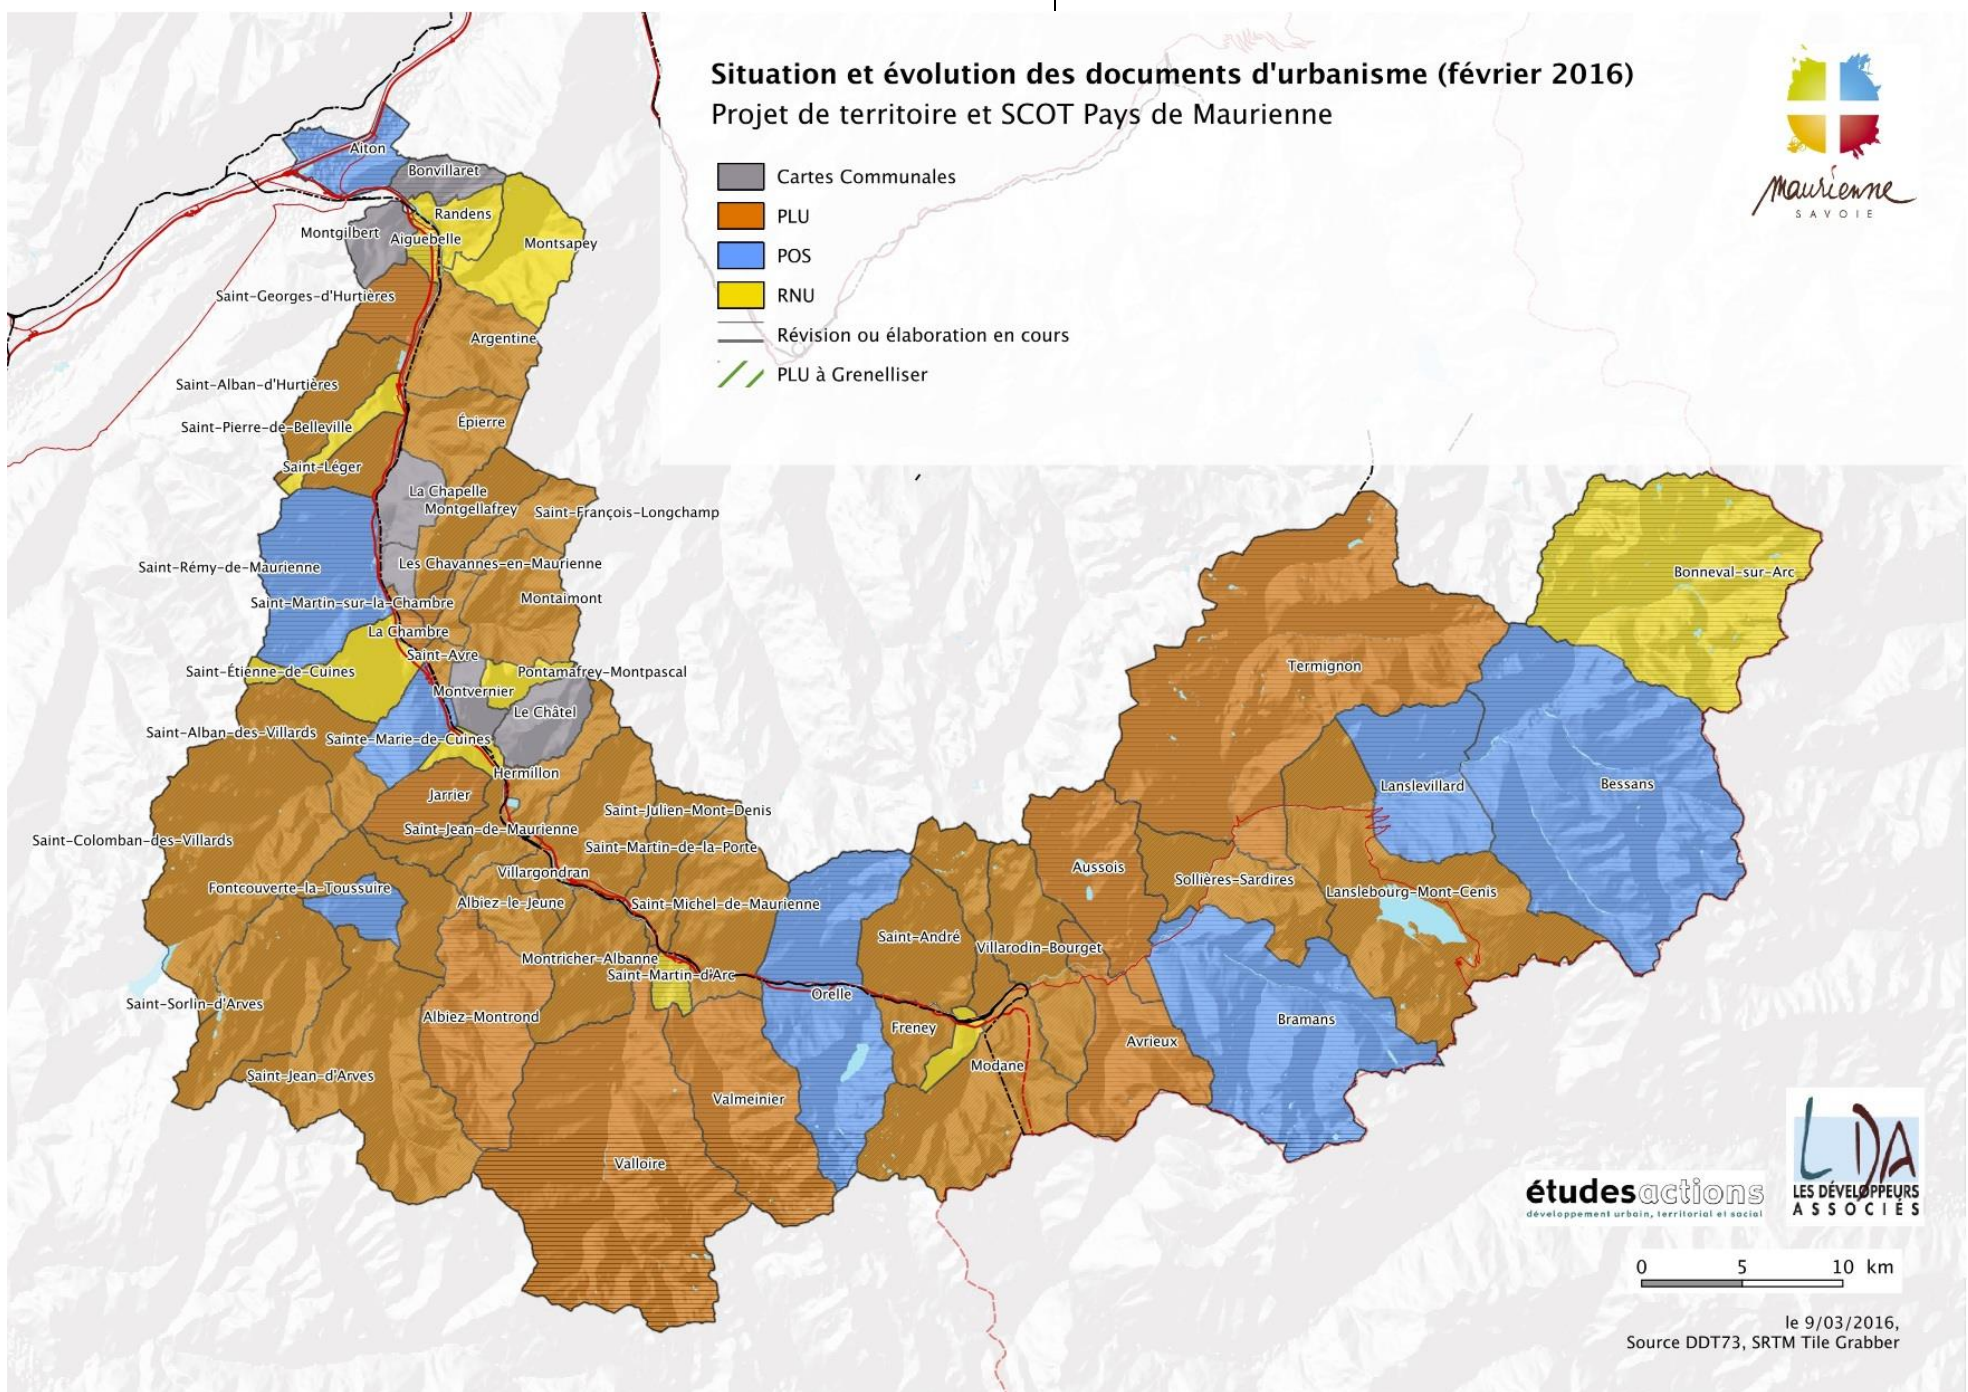 Situation et évolution des documents d'urbanisme (février 2016)
Projet de territoire et SCOT Pays de Maurienne
Maurienne
SAVOIE
Cartes Communales
PLU
POS
RNU
Révision ou élaboration en cours
PLU à Grenelliser
Aiton
Bonvillaret
Randens
Montgilbert
Aiguebelle
Montsapey
Saint-Georges-d'Hurtières
Argentine
Saint-Alban-d'Hurtières
Épierre
Saint-Pierre-de-Belleville
Saint-Léger
La Chapelle
Montgellafrey
Saint-François-Longchamp
Saint-Rémy-de-Maurienne
Les Chavannes-en-Maurienne
Bonneval-sur-Arc
Saint-Martin-sur-la-Chambre
Montaimont
La Chambre
Saint-Avre
Termignon
Saint-Étienne-de-Cuines
Pontamafrey-Montpascal
Montvernier
Le Châtel
Saint-Alban-des-Villards
Sainte-Marie-de-Cuines
Hermillon
Lanslevillard
Bessans
Jarrier
Saint-Julien-Mont-Denis
Saint-Jean-de-Maurienne
Saint-Colomban-des-Villards
Saint-Martin-de-la-Porte
Villargondran
Aussois
Sollières-Sardires
Fontcouverte-la-Toussuire
Lanslebourg-Mont-Cenis
Albiez-le-Jeune
Saint-Michel-de-Maurienne
Saint-André
Villarodin-Bourget
Montricher-Albanne
Saint-Martin-d'Arc
Orelle
Saint-Sorlin-d'Arves
Albiez-Montrond
Freney
Bramans
Avrieux
Modane
Saint-Jean-d'Arves
Valmeinier
Valloire
étudesactions
développement urbain, territorial et social
LDA
LES DÉVELOPPEURS
ASSOCIÉS
0 5 10 km
le 9/03/2016,
Source DDT73, SRTM Tile Grabber